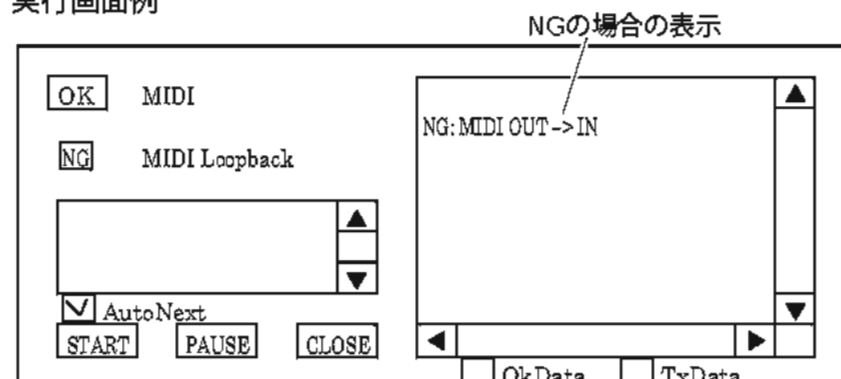 実行画面例
NGの場合の表示
OK MIDI
NG: MIDI OUT -> IN
NG MIDI Loopback
AutoNext
START PAUSE CLOSE
OkData TxData